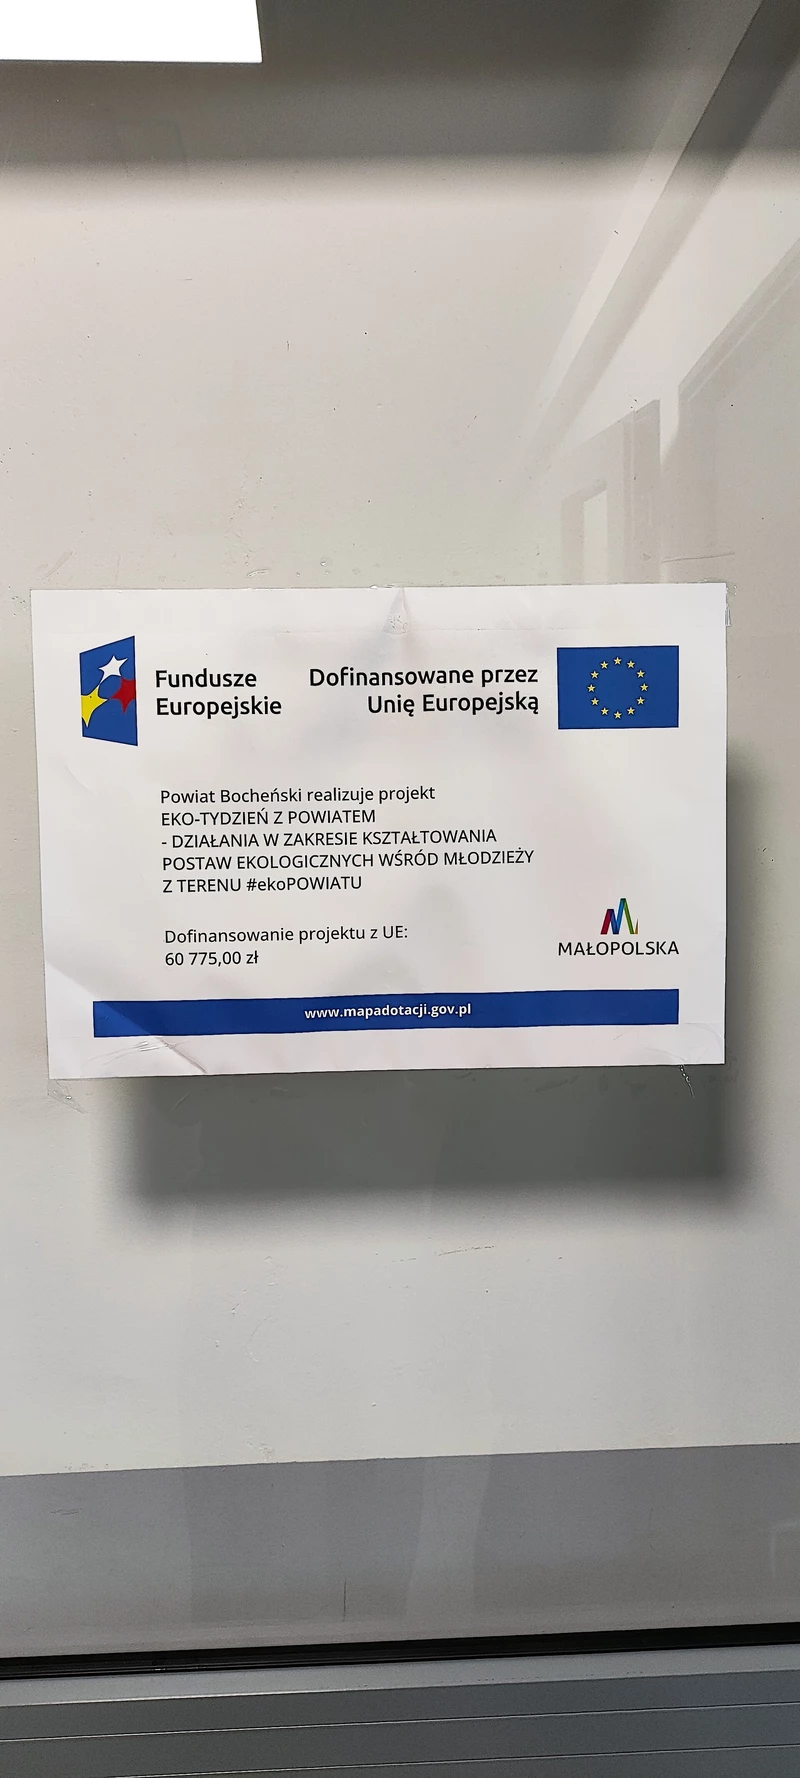 Fundusze
Europejskie
Dofinansowane przez
Unię Europejską
Powiat Bocheński realizuje projekt
EKO-TYDZIEŃ Z POWIATEM
- DZIAŁANIA W ZAKRESIE KSZTAŁTOWANIA
POSTAW EKOLOGICZNYCH WŚRÓD MŁODZIEŻY
Z TERENU #ekoPOWIATU
Dofinansowanie projektu z UE:
60 775,00 zł
MAŁOPOLSKA
www.mapadotacji.gov.pl